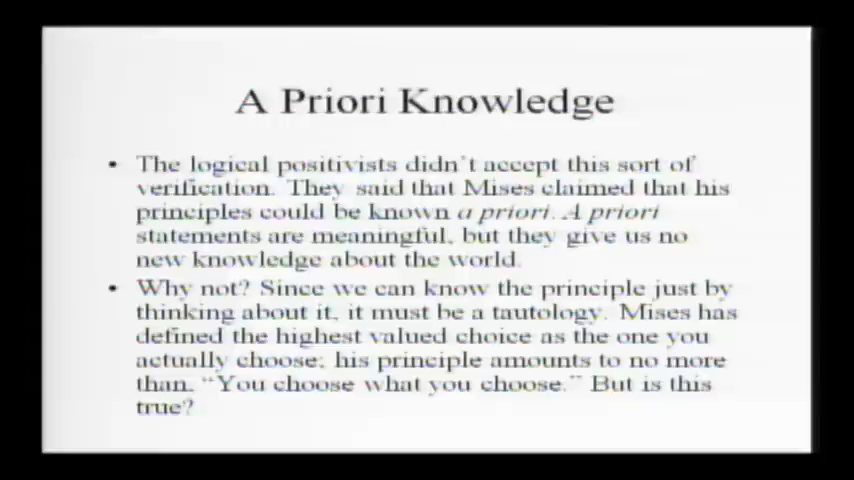 A Priori Knowledge
• The logical positivists didn't accept this sort of
verification. They said that Mises claimed that his
principles could be known a priori. A priori
statements are meaningful, but they give us no
new knowledge about the world.
• Why not? Since we can know the principle just by
thinking about it, it must be a tautology. Mises has
defined the highest valued choice as the one you
actually choose; his principle amounts to no more
than. “You choose what you choose.” But is this
true?